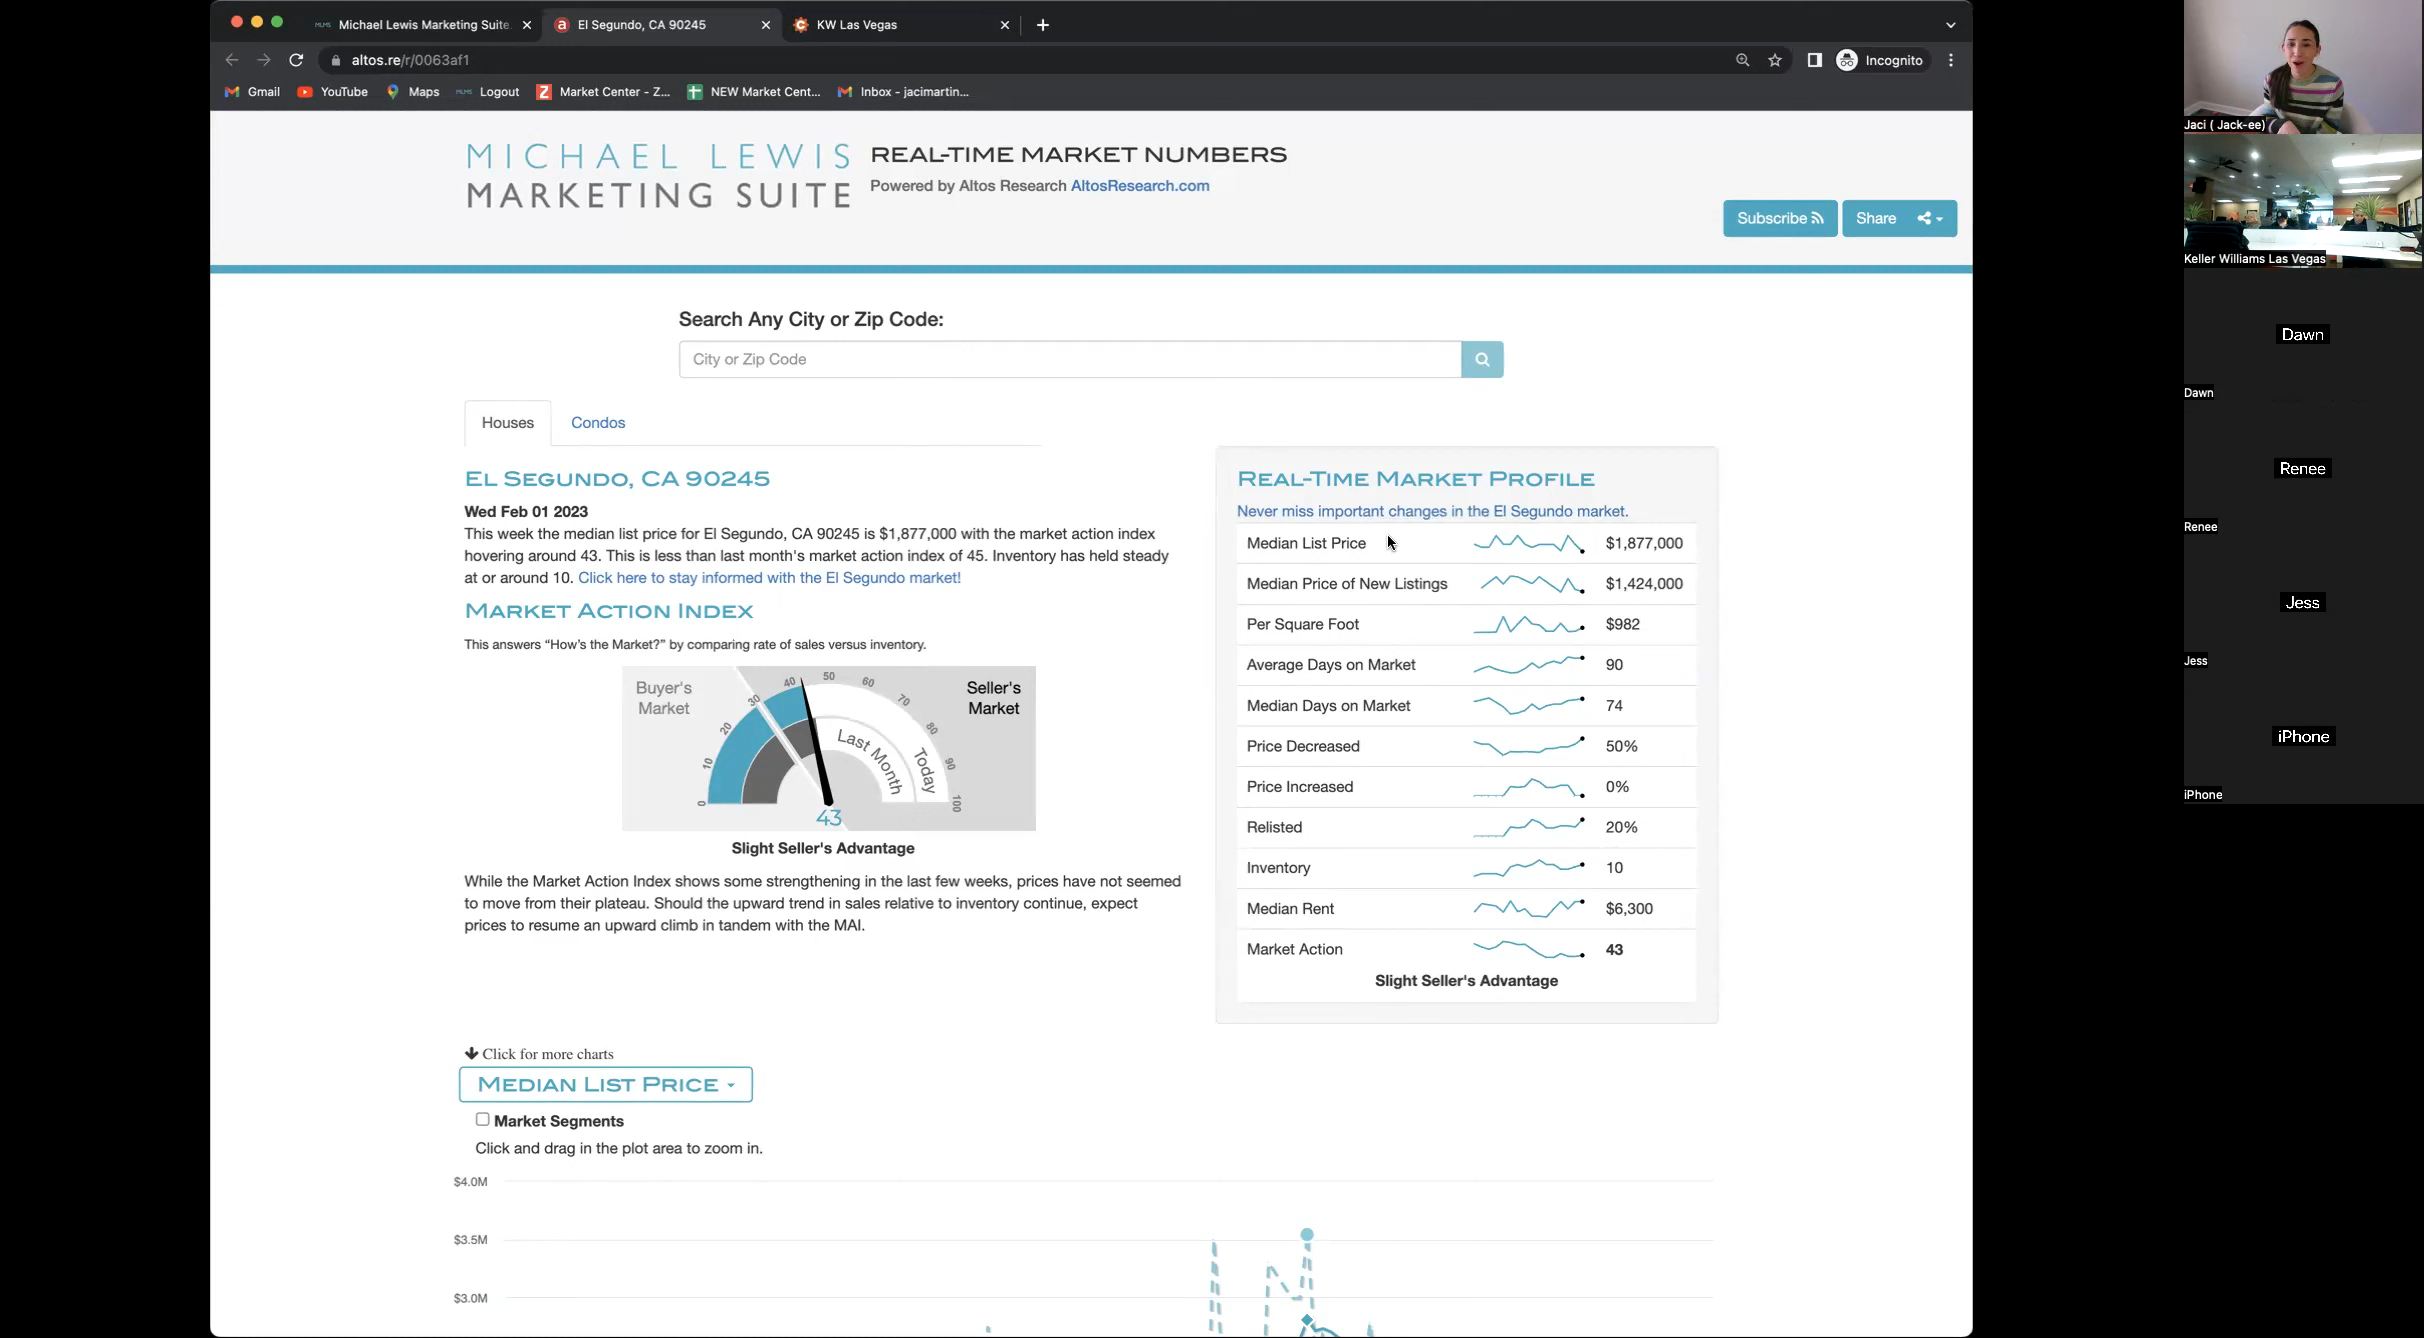 Michael Lewis Marketing Suite
El Segundo, CA 90245
KW Las Vegas
altos.re/r/0063af1
Incognito
Gmail
YouTube
Maps
Logout
Market Center - Z...
NEW Market Cent...
Inbox - jacimartin...
MICHAEL LEWIS
MARKETING SUITE
REAL-TIME MARKET NUMBERS
Powered by Altos Research AltosResearch.com
Subscribe
Share
Search Any City or Zip Code:
City or Zip Code
Houses
Condos
EL SEGUNDO, CA 90245
Wed Feb 01 2023
This week the median list price for El Segundo, CA 90245 is $1,877,000 with the market action index
hovering around 43. This is less than last month's market action index of 45. Inventory has held steady
at or around 10. Click here to stay informed with the El Segundo market!
MARKET ACTION INDEX
This answers “How's the Market?” by comparing rate of sales versus inventory.
Buyer's
Market
Seller's
Market
0
10
20
30
40
50
60
70
80
90
100
Last Month
Today
43
Slight Seller's Advantage
While the Market Action Index shows some strengthening in the last few weeks, prices have not seemed
to move from their plateau. Should the upward trend in sales relative to inventory continue, expect
prices to resume an upward climb in tandem with the MAI.
REAL-TIME MARKET PROFILE
Never miss important changes in the El Segundo market.
Median List Price $1,877,000
Median Price of New Listings $1,424,000
Per Square Foot $982
Average Days on Market 90
Median Days on Market 74
Price Decreased 50%
Price Increased 0%
Relisted 20%
Inventory 10
Median Rent $6,300
Market Action 43
Slight Seller's Advantage
Click for more charts
MEDIAN LIST PRICE
Market Segments
Click and drag in the plot area to zoom in.
$4.0M
$3.5M
$3.0M
Jaci ( Jack-ee)
Keller Williams Las Vegas
Dawn
Dawn
Renee
Renee
Jess
Jess
iPhone
iPhone